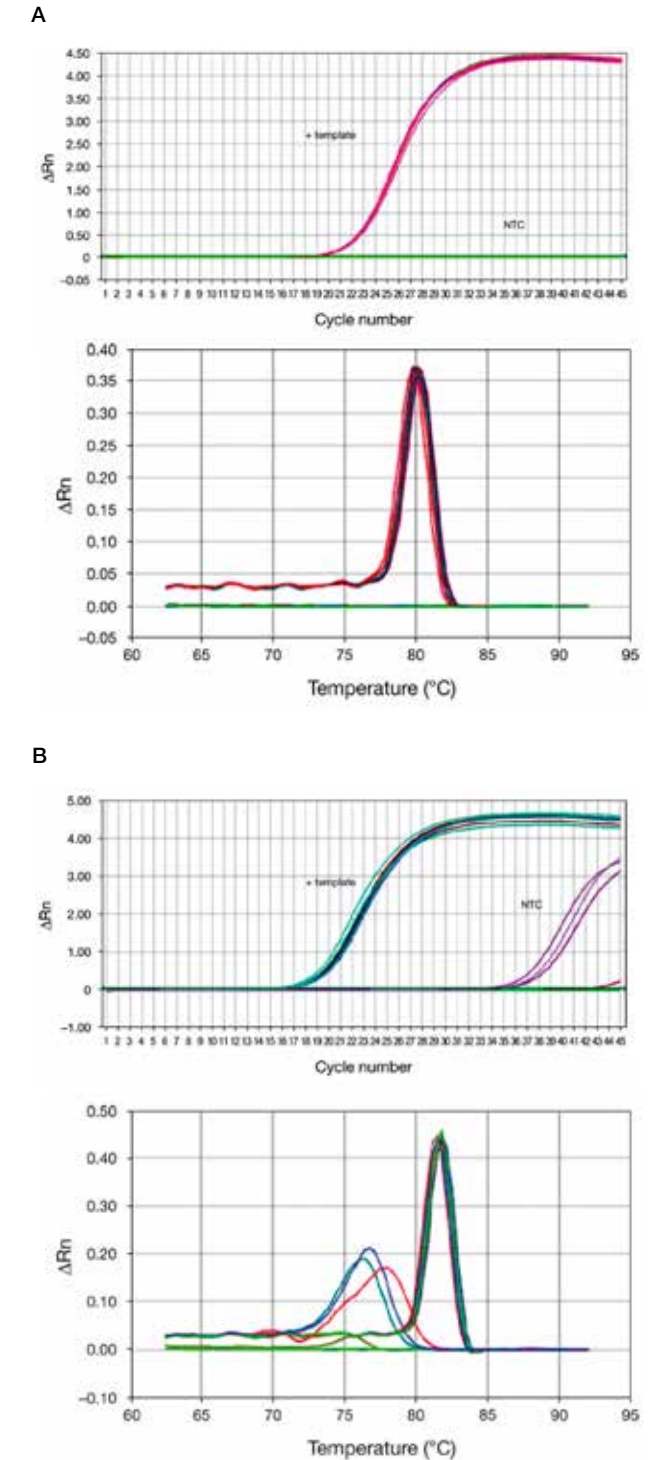 A
4.50
4.00
3.50
3.00
2.50
2.00
1.50
1.00
0.50
0
–0.05
ΔRn
+ template
NTC
1 2 3 4 5 6 7 8 9 10 11 12 13 14 15 16 17 18 19 20 21 22 23 24 25 26 27 28 29 30 31 32 33 34 35 36 37 38 39 40 41 42 43 44 45
Cycle number
0.40
0.35
0.30
0.25
0.20
0.15
0.10
0.05
0.00
–0.05
ΔRn
60 65 70 75 80 85 90 95
Temperature (°C)
B
5.00
4.00
3.00
2.00
1.00
0
–1.00
ΔRn
+ template
NTC
1 2 3 4 5 6 7 8 9 10 11 12 13 14 15 16 17 18 19 20 21 22 23 24 25 26 27 28 29 30 31 32 33 34 35 36 37 38 39 40 41 42 43 44 45
Cycle number
0.50
0.40
0.30
0.20
0.10
0.00
–0.10
ΔRn
60 65 70 75 80 85 90 95
Temperature (°C)